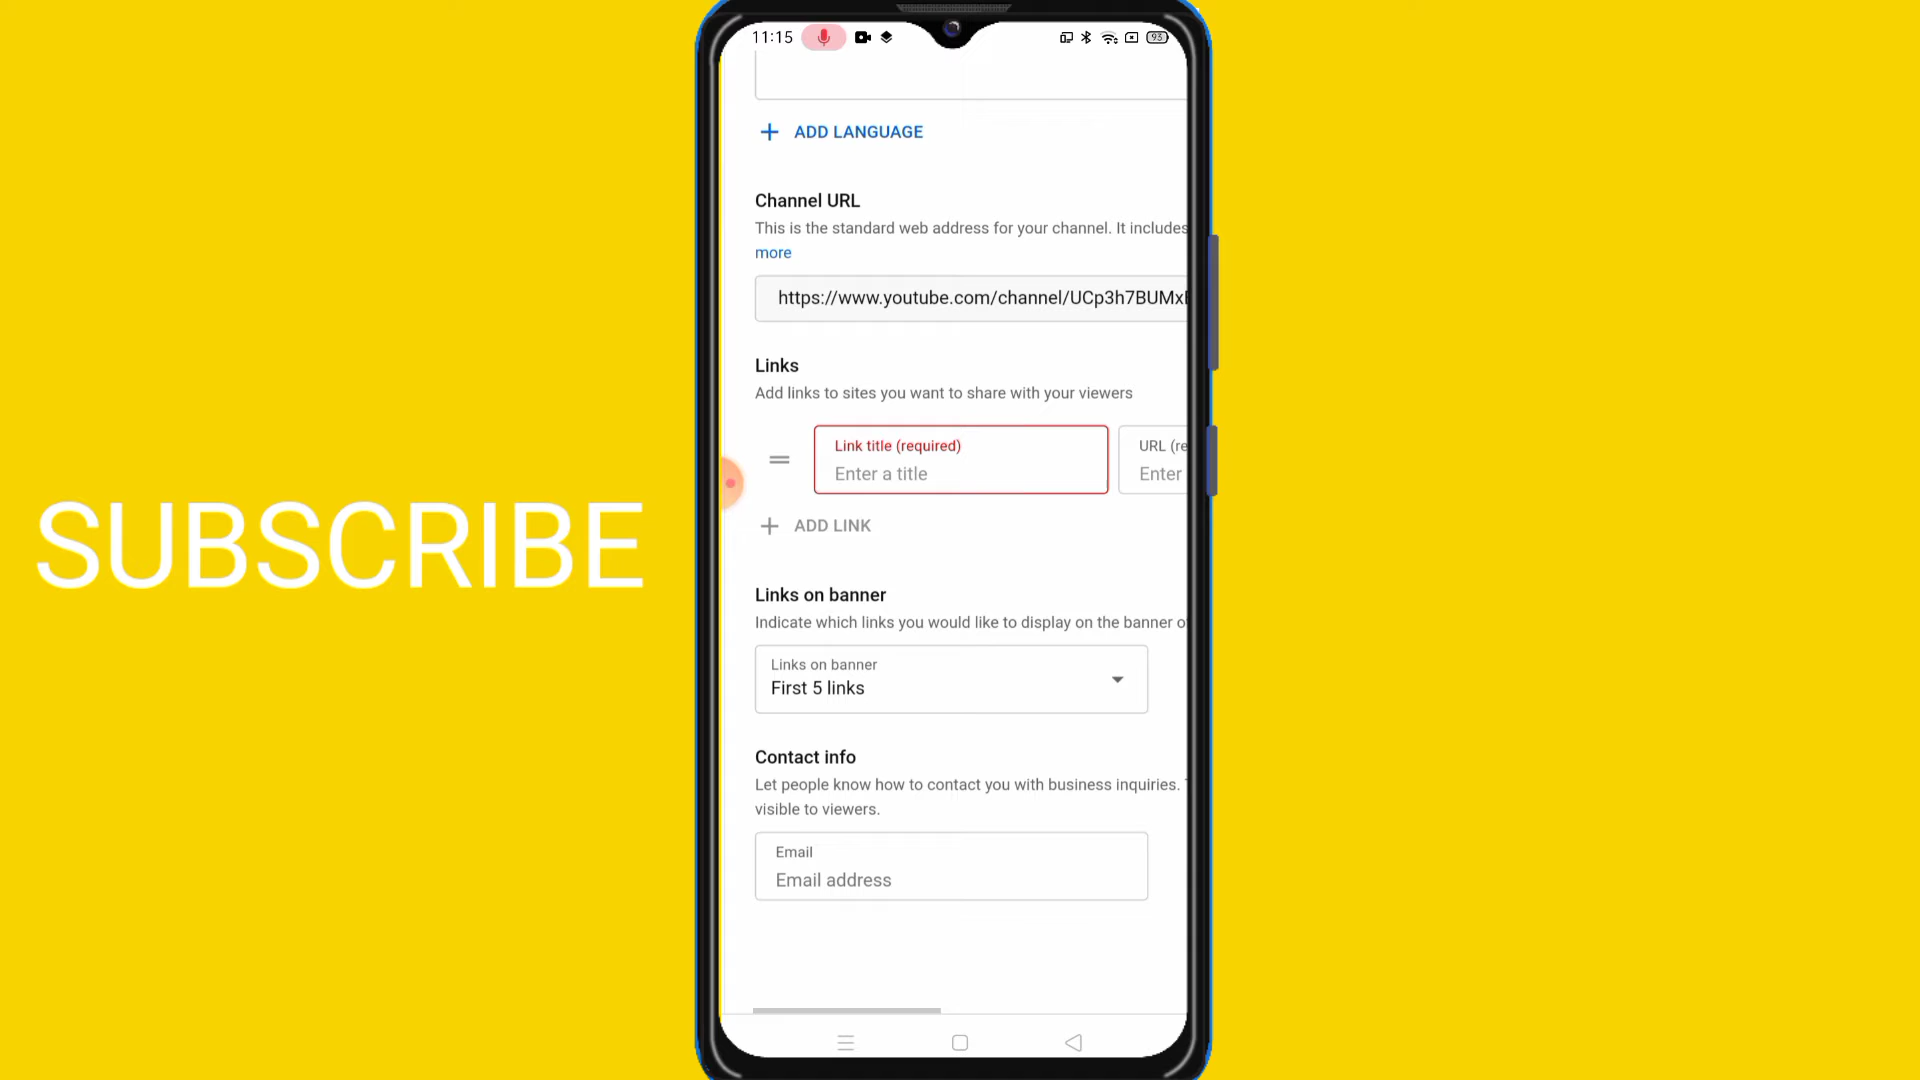 11:15
93
+ ADD LANGUAGE
Channel URL
This is the standard web address for your channel. It includes
more
https://www.youtube.com/channel/UCp3h7BUMx
Links
Add links to sites you want to share with your viewers
Link title (required)
Enter a title
URL (re
Enter
+ ADD LINK
SUBSCRIBE
Links on banner
Indicate which links you would like to display on the banner o
Links on banner
First 5 links
Contact info
Let people know how to contact you with business inquiries.
visible to viewers.
Email
Email address